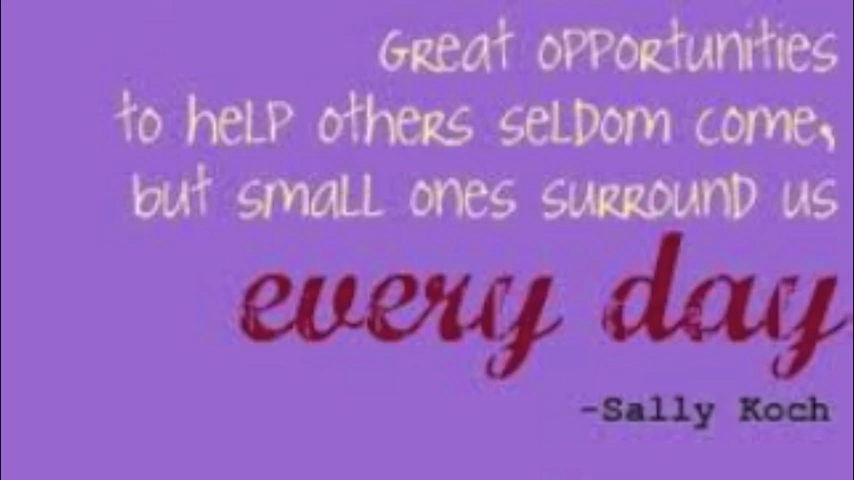 Great opportunities
to help others seldom come,
but small ones surround us
every day
-Sally Koch